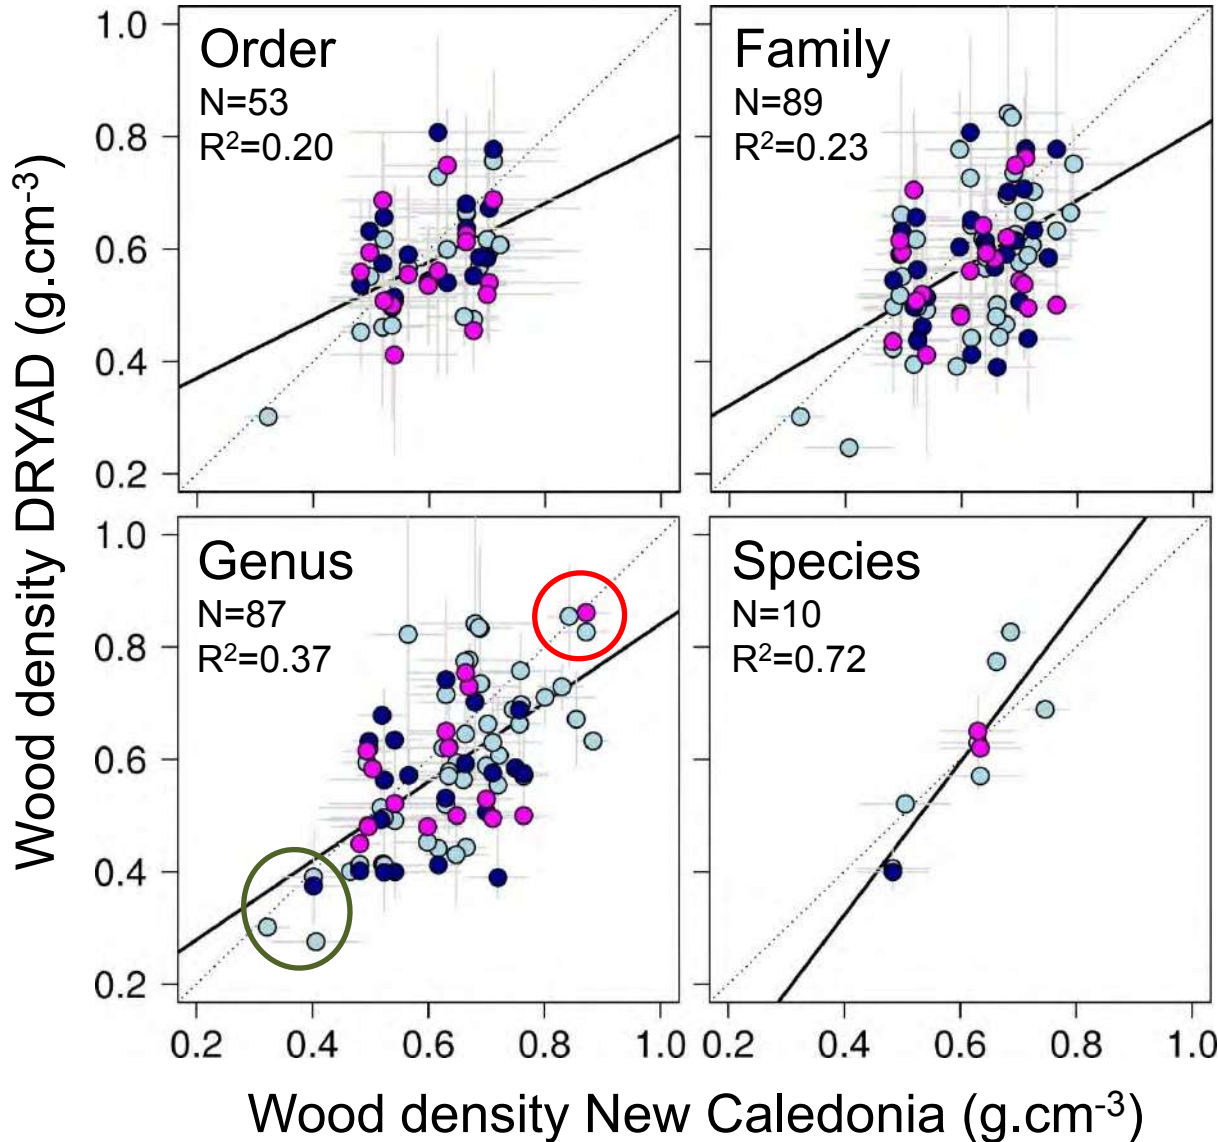 Wood density DRYAD (g.cm-3)
Order
N=53
R2=0.20
Family
N=89
R2=0.23
1.0
0.8
0.6
0.4
0.2
Genus
N=87
R2=0.37
Species
N=10
R2=0.72
1.0
0.8
0.6
0.4
0.2
0.2 0.4 0.6 0.8 1.0 0.2 0.4 0.6 0.8 1.0
Wood density New Caledonia (g.cm-3)